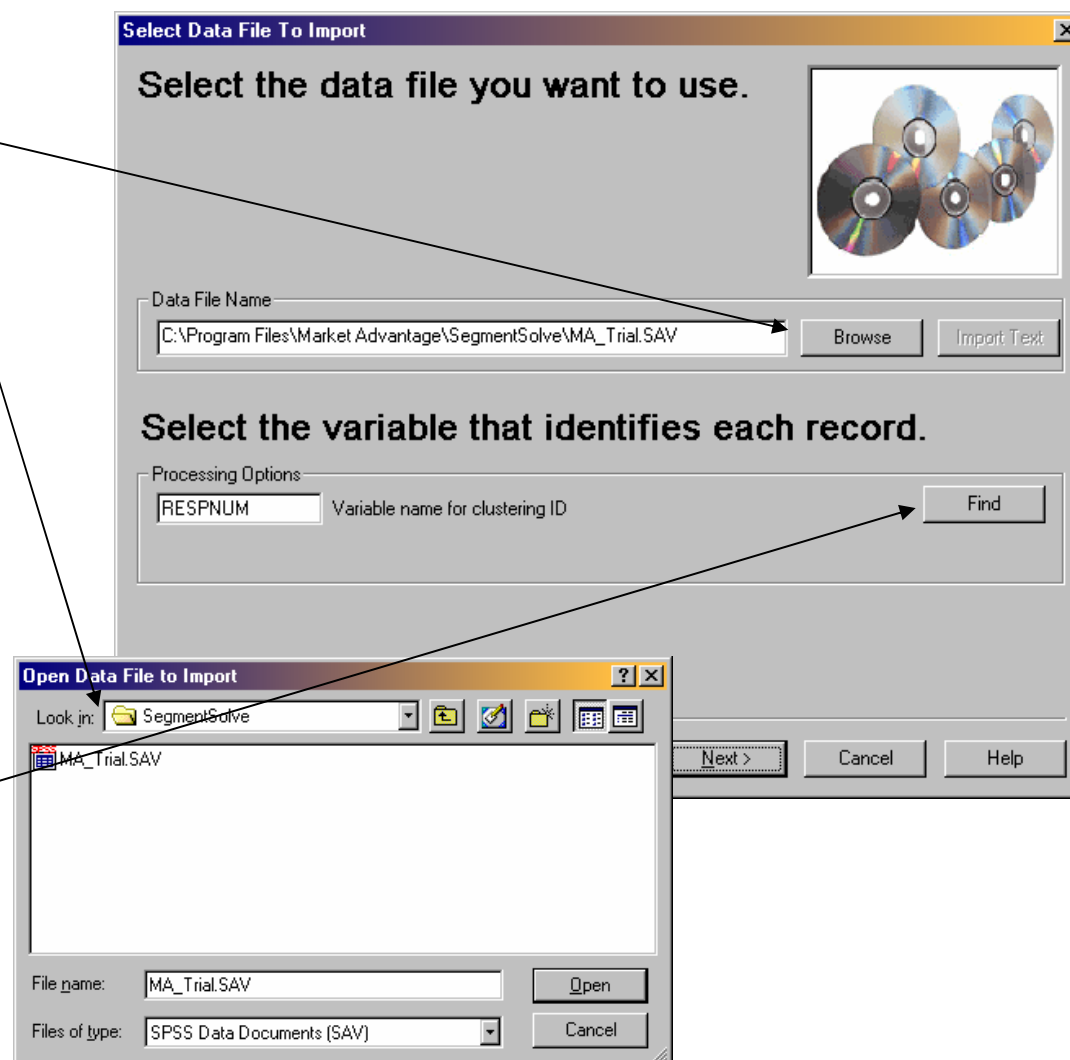 Select Data File To Import
Select the data file you want to use.
Data File Name
C:\Program Files\Market Advantage\SegmentSolve\MA_Trial.SAV
Browse
Import Text
Select the variable that identifies each record.
Processing Options
RESPNUM
Variable name for clustering ID
Find
Next >
Cancel
Help
Open Data File to Import
Look in:
SegmentSolve
SPSS
MA_Trial.SAV
File name:
MA_Trial.SAV
Open
Files of type:
SPSS Data Documents (SAV)
Cancel